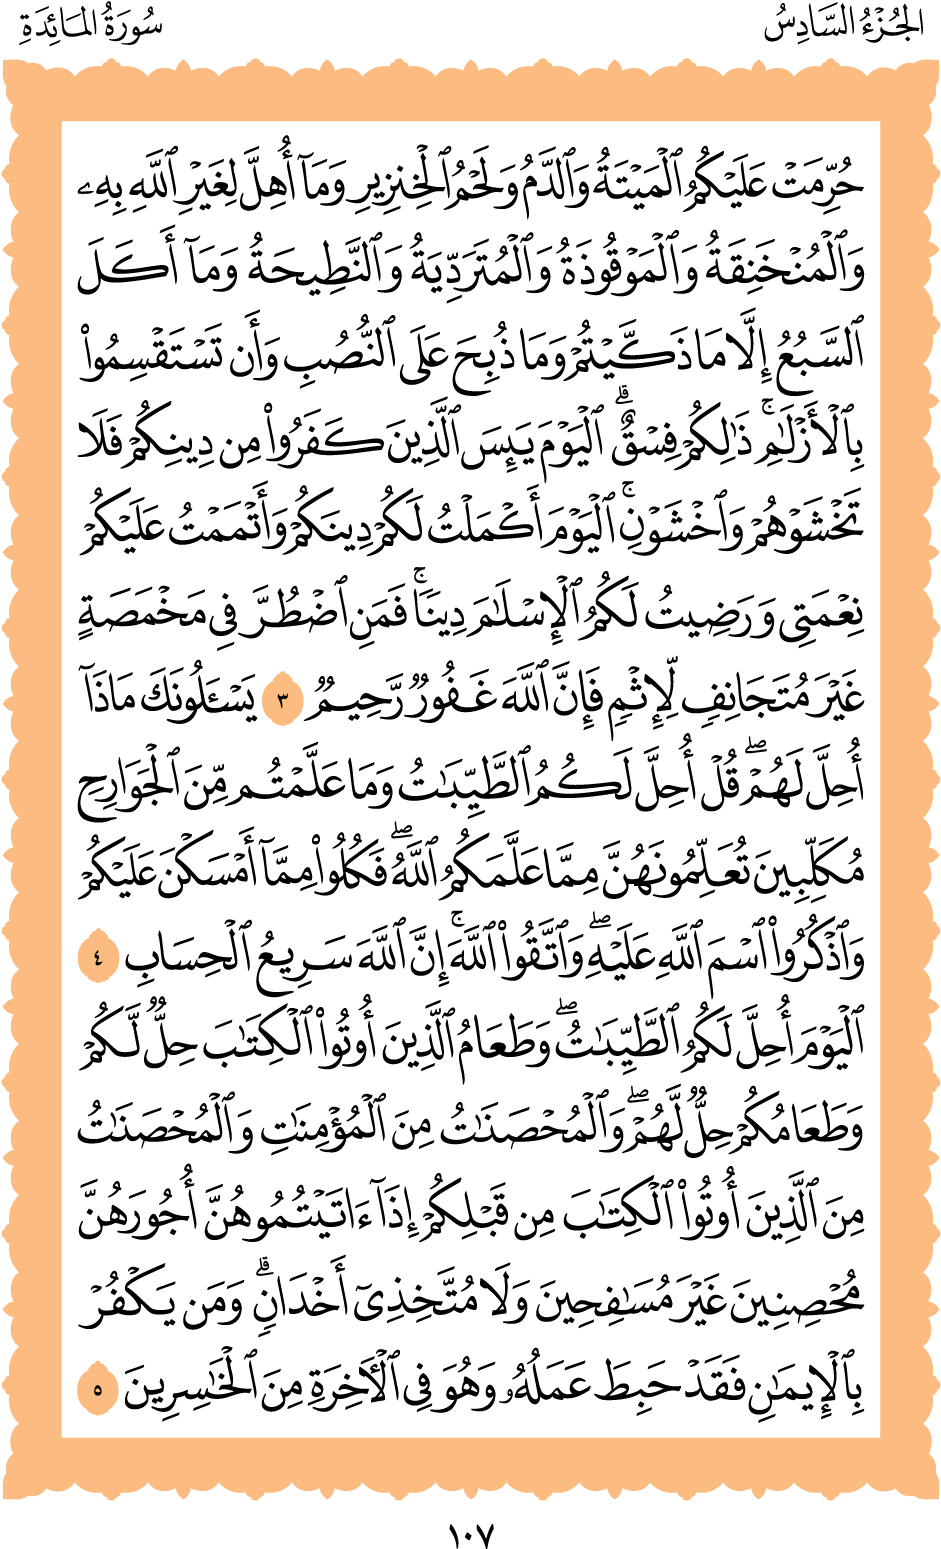 الجُزْءُ السَّادِسُ
سُورَةُ المَائِدَةِ
حُرِّمَتْ عَلَيْكُمُ ٱلْمَيْتَةُ وَٱلدَّمُ وَلَحْمُ ٱلْخِنزِيرِ وَمَآ أُهِلَّ لِغَيْرِ ٱللَّهِ بِهِۦ
وَٱلْمُنْخَنِقَةُ وَٱلْمَوْقُوذَةُ وَٱلْمُتَرَدِّيَةُ وَٱلنَّطِيحَةُ وَمَآ أَكَلَ
ٱلسَّبُعُ إِلَّا مَا ذَكَّيْتُمْ وَمَا ذُبِحَ عَلَى ٱلنُّصُبِ وَأَن تَسْتَقْسِمُوا۟
بِٱلْأَزْلَـٰمِ ۚ ذَٰلِكُمْ فِسْقٌ ۗ ٱلْيَوْمَ يَئِسَ ٱلَّذِينَ كَفَرُوا۟ مِن دِينِكُمْ فَلَا
تَخْشَوْهُمْ وَٱخْشَوْنِ ۚ ٱلْيَوْمَ أَكْمَلْتُ لَكُمْ دِينَكُمْ وَأَتْمَمْتُ عَلَيْكُمْ
نِعْمَتِى وَرَضِيتُ لَكُمُ ٱلْإِسْلَـٰمَ دِينًا ۚ فَمَنِ ٱضْطُرَّ فِى مَخْمَصَةٍ
غَيْرَ مُتَجَانِفٍ لِّإِثْمٍ فَإِنَّ ٱللَّهَ غَفُورٌ رَّحِيمٌ ٣ يَسْـَٔلُونَكَ مَاذَآ
أُحِلَّ لَهُمْ ۖ قُلْ أُحِلَّ لَكُمُ ٱلطَّيِّبَـٰتُ وَمَا عَلَّمْتُم مِّنَ ٱلْجَوَارِحِ
مُكَلِّبِينَ تُعَلِّمُونَهُنَّ مِمَّا عَلَّمَكُمُ ٱللَّهُ ۖ فَكُلُوا۟ مِمَّآ أَمْسَكْنَ عَلَيْكُمْ
وَٱذْكُرُوا۟ ٱسْمَ ٱللَّهِ عَلَيْهِ ۖ وَٱتَّقُوا۟ ٱللَّهَ ۚ إِنَّ ٱللَّهَ سَرِيعُ ٱلْحِسَابِ ٤
ٱلْيَوْمَ أُحِلَّ لَكُمُ ٱلطَّيِّبَـٰتُ ۖ وَطَعَامُ ٱلَّذِينَ أُوتُوا۟ ٱلْكِتَـٰبَ حِلٌّ لَّكُمْ
وَطَعَامُكُمْ حِلٌّ لَّهُمْ ۖ وَٱلْمُحْصَنَـٰتُ مِنَ ٱلْمُؤْمِنَـٰتِ وَٱلْمُحْصَنَـٰتُ
مِنَ ٱلَّذِينَ أُوتُوا۟ ٱلْكِتَـٰبَ مِن قَبْلِكُمْ إِذَآ ءَاتَيْتُمُوهُنَّ أُجُورَهُنَّ
مُحْصِنِينَ غَيْرَ مُسَـٰفِحِينَ وَلَا مُتَّخِذِىٓ أَخْدَانٍ ۗ وَمَن يَكْفُرْ
بِٱلْإِيمَـٰنِ فَقَدْ حَبِطَ عَمَلُهُۥ وَهُوَ فِى ٱلْـَٔاخِرَةِ مِنَ ٱلْخَـٰسِرِينَ ٥
١٠٧